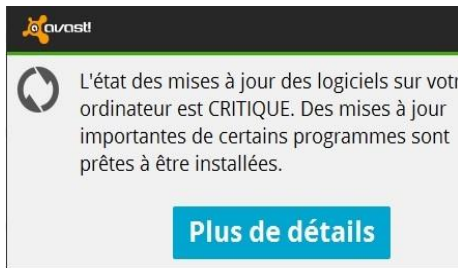 avast!
L'état des mises à jour des logiciels sur votr
ordinateur est CRITIQUE. Des mises à jour
importantes de certains programmes sont
prêtes à être installées.
Plus de détails